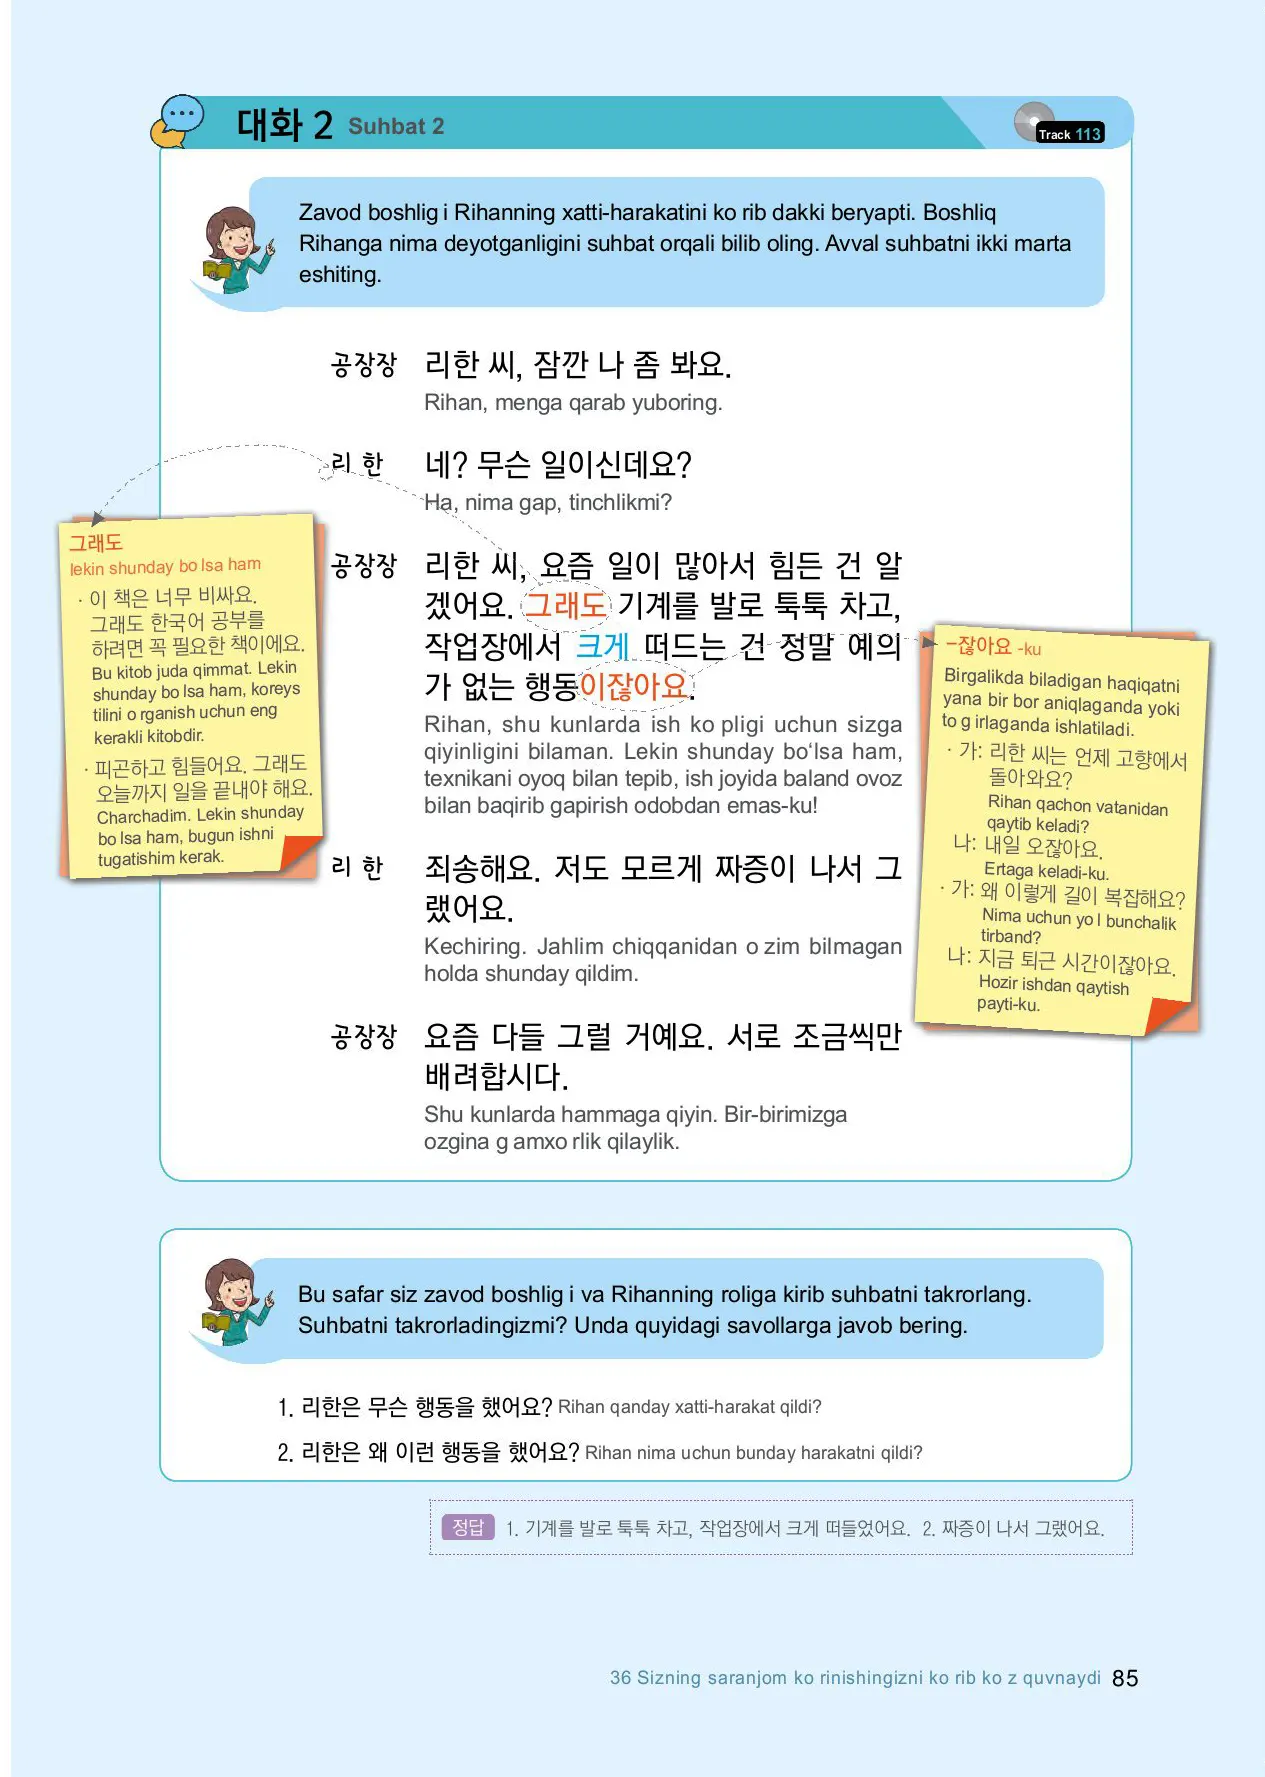 대화 2 Suhbat 2
Track 113
Zavod boshlig i Rihanning xatti-harakatini ko rib dakki beryapti. Boshliq
Rihanga nima deyotganligini suhbat orqali bilib oling. Avval suhbatni ikki marta
eshiting.
공장장 리한 씨, 잠깐 나 좀 봐요.
Rihan, menga qarab yuboring.
리 한 네? 무슨 일이신데요?
Ha, nima gap, tinchlikmi?
공장장 리한 씨, 요즘 일이 많아서 힘든 건 알
겠어요. 그래도 기계를 발로 툭툭 차고,
작업장에서 크게 떠드는 건 정말 예의
가 없는 행동이잖아요.
Rihan, shu kunlarda ish ko pligi uchun sizga
qiyinligini bilaman. Lekin shunday bo‘lsa ham,
texnikani oyoq bilan tepib, ish joyida baland ovoz
bilan baqirib gapirish odobdan emas-ku!
리 한 죄송해요. 저도 모르게 짜증이 나서 그
랬어요.
Kechiring. Jahlim chiqqanidan o zim bilmagan
holda shunday qildim.
공장장 요즘 다들 그럴 거예요. 서로 조금씩만
배려합시다.
Shu kunlarda hammaga qiyin. Bir-birimizga
ozgina g amxo rlik qilaylik.
그래도
lekin shunday bo lsa ham
· 이 책은 너무 비싸요.
그래도 한국어 공부를
하려면 꼭 필요한 책이에요.
Bu kitob juda qimmat. Lekin
shunday bo lsa ham, koreys
tilini o rganish uchun eng
kerakli kitobdir.
· 피곤하고 힘들어요. 그래도
오늘까지 일을 끝내야 해요.
Charchadim. Lekin shunday
bo lsa ham, bugun ishni
tugatishim kerak.
-잖아요 -ku
Birgalikda biladigan haqiqatni
yana bir bor aniqlaganda yoki
to g irlaganda ishlatiladi.
· 가: 리한 씨는 언제 고향에서
돌아와요?
Rihan qachon vatanidan
qaytib keladi?
나: 내일 오잖아요.
Ertaga keladi-ku.
· 가: 왜 이렇게 길이 복잡해요?
Nima uchun yo l bunchalik
tirband?
나: 지금 퇴근 시간이잖아요.
Hozir ishdan qaytish
payti-ku.
Bu safar siz zavod boshlig i va Rihanning roliga kirib suhbatni takrorlang.
Suhbatni takrorladingizmi? Unda quyidagi savollarga javob bering.
1. 리한은 무슨 행동을 했어요? Rihan qanday xatti-harakat qildi?
2. 리한은 왜 이런 행동을 했어요? Rihan nima uchun bunday harakatni qildi?
정답 1. 기계를 발로 툭툭 차고, 작업장에서 크게 떠들었어요. 2. 짜증이 나서 그랬어요.
36 Sizning saranjom ko rinishingizni ko rib ko z quvnaydi 85